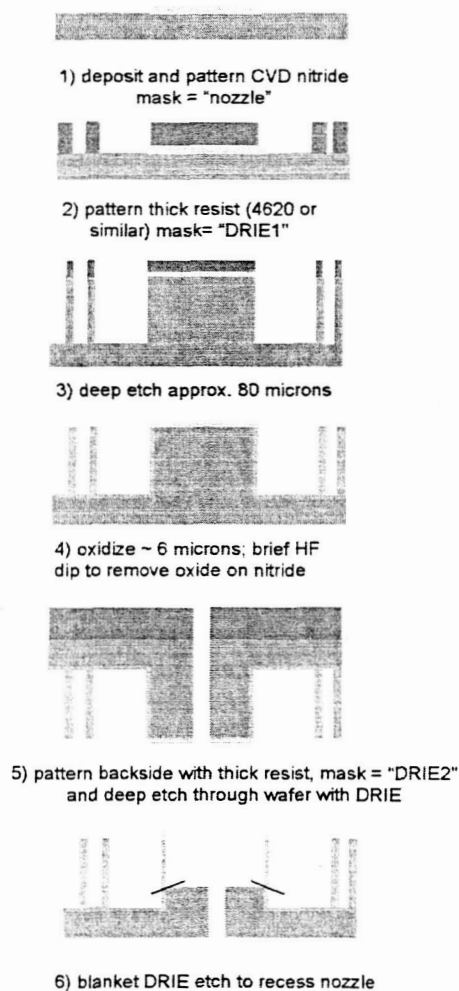 1) deposit and pattern CVD nitride
mask = "nozzle"
2) pattern thick resist (4620 or
similar) mask= "DRIE1"
3) deep etch approx. 80 microns
4) oxidize ~ 6 microns; brief HF
dip to remove oxide on nitride
5) pattern backside with thick resist, mask = "DRIE2"
and deep etch through wafer with DRIE
6) blanket DRIE etch to recess nozzle